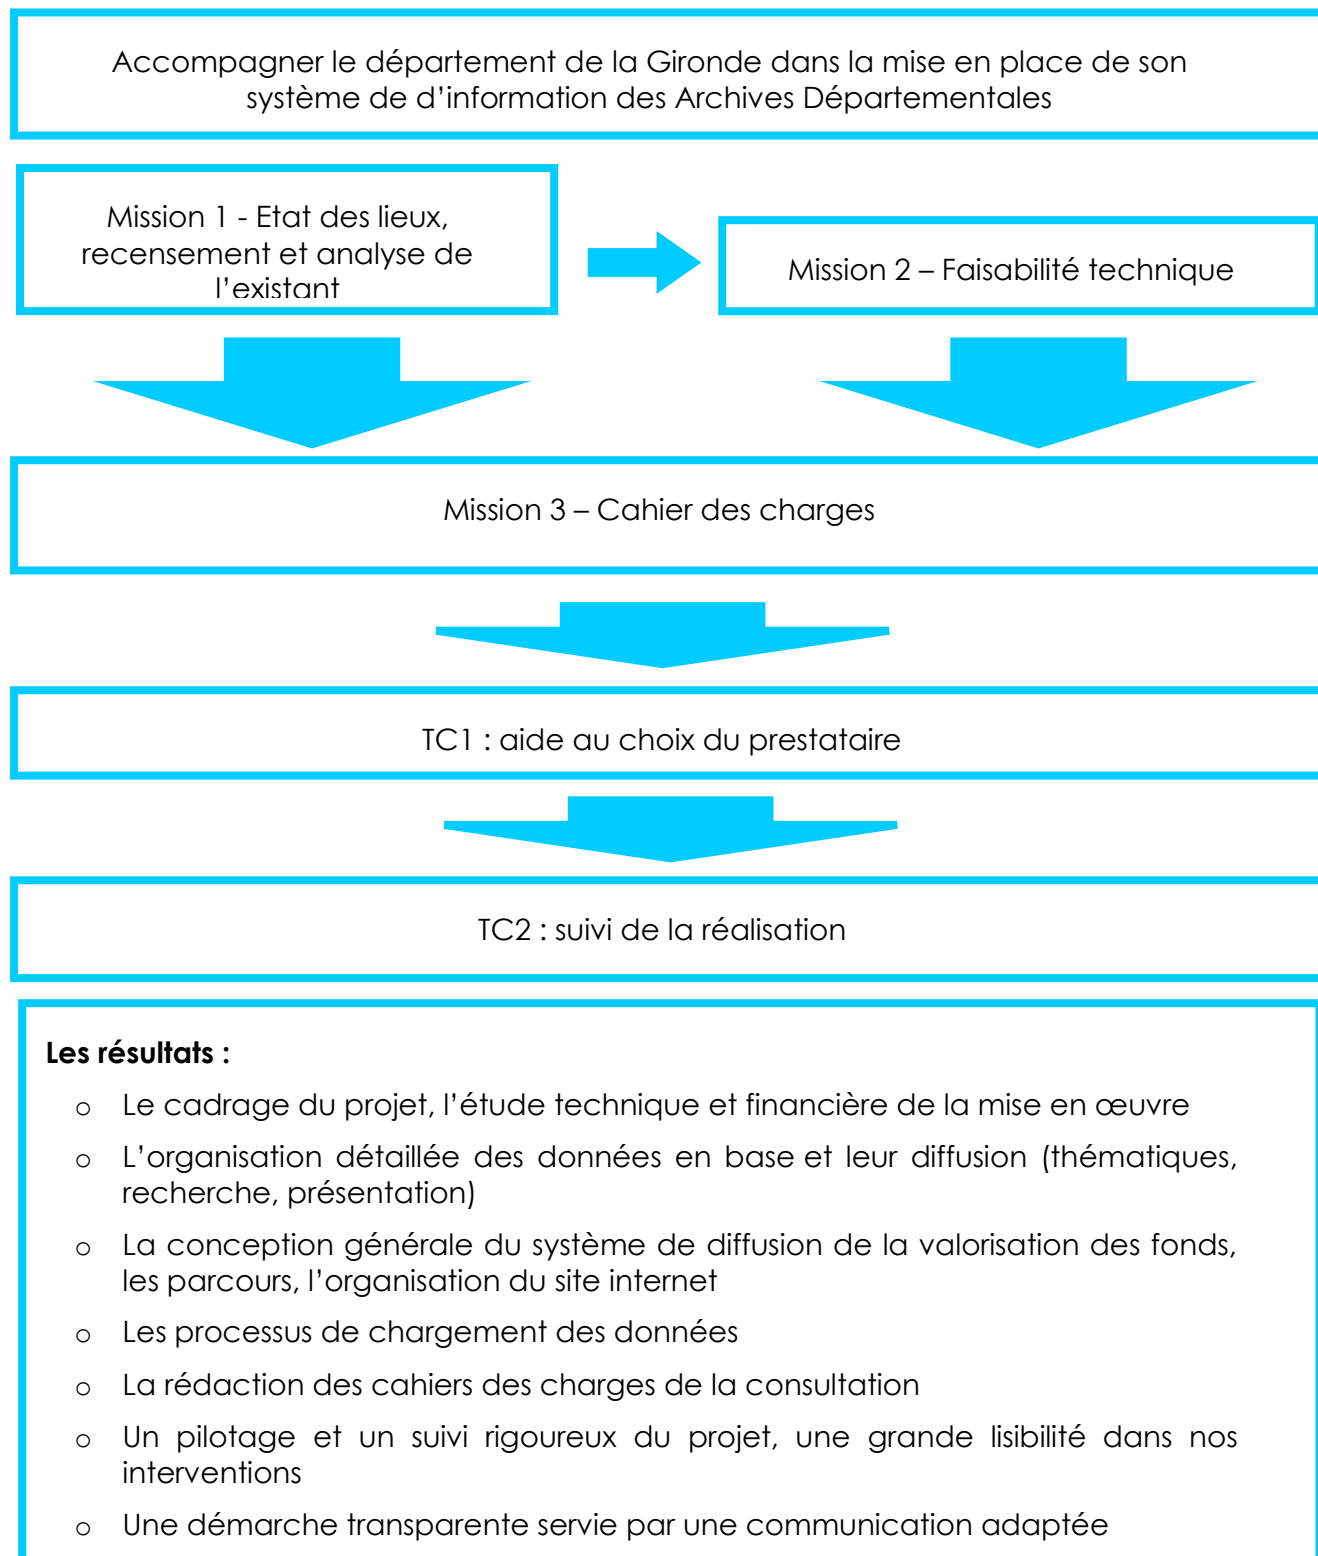 Accompagner le département de la Gironde dans la mise en place de son
système de d’information des Archives Départementales
Mission 1 - Etat des lieux,
recensement et analyse de
l’existant
Mission 2 – Faisabilité technique
Mission 3 – Cahier des charges
TC1 : aide au choix du prestataire
TC2 : suivi de la réalisation
Les résultats :
o Le cadrage du projet, l’étude technique et financière de la mise en œuvre
o L’organisation détaillée des données en base et leur diffusion (thématiques,
recherche, présentation)
o La conception générale du système de diffusion de la valorisation des fonds,
les parcours, l’organisation du site internet
o Les processus de chargement des données
o La rédaction des cahiers des charges de la consultation
o Un pilotage et un suivi rigoureux du projet, une grande lisibilité dans nos
interventions
o Une démarche transparente servie par une communication adaptée